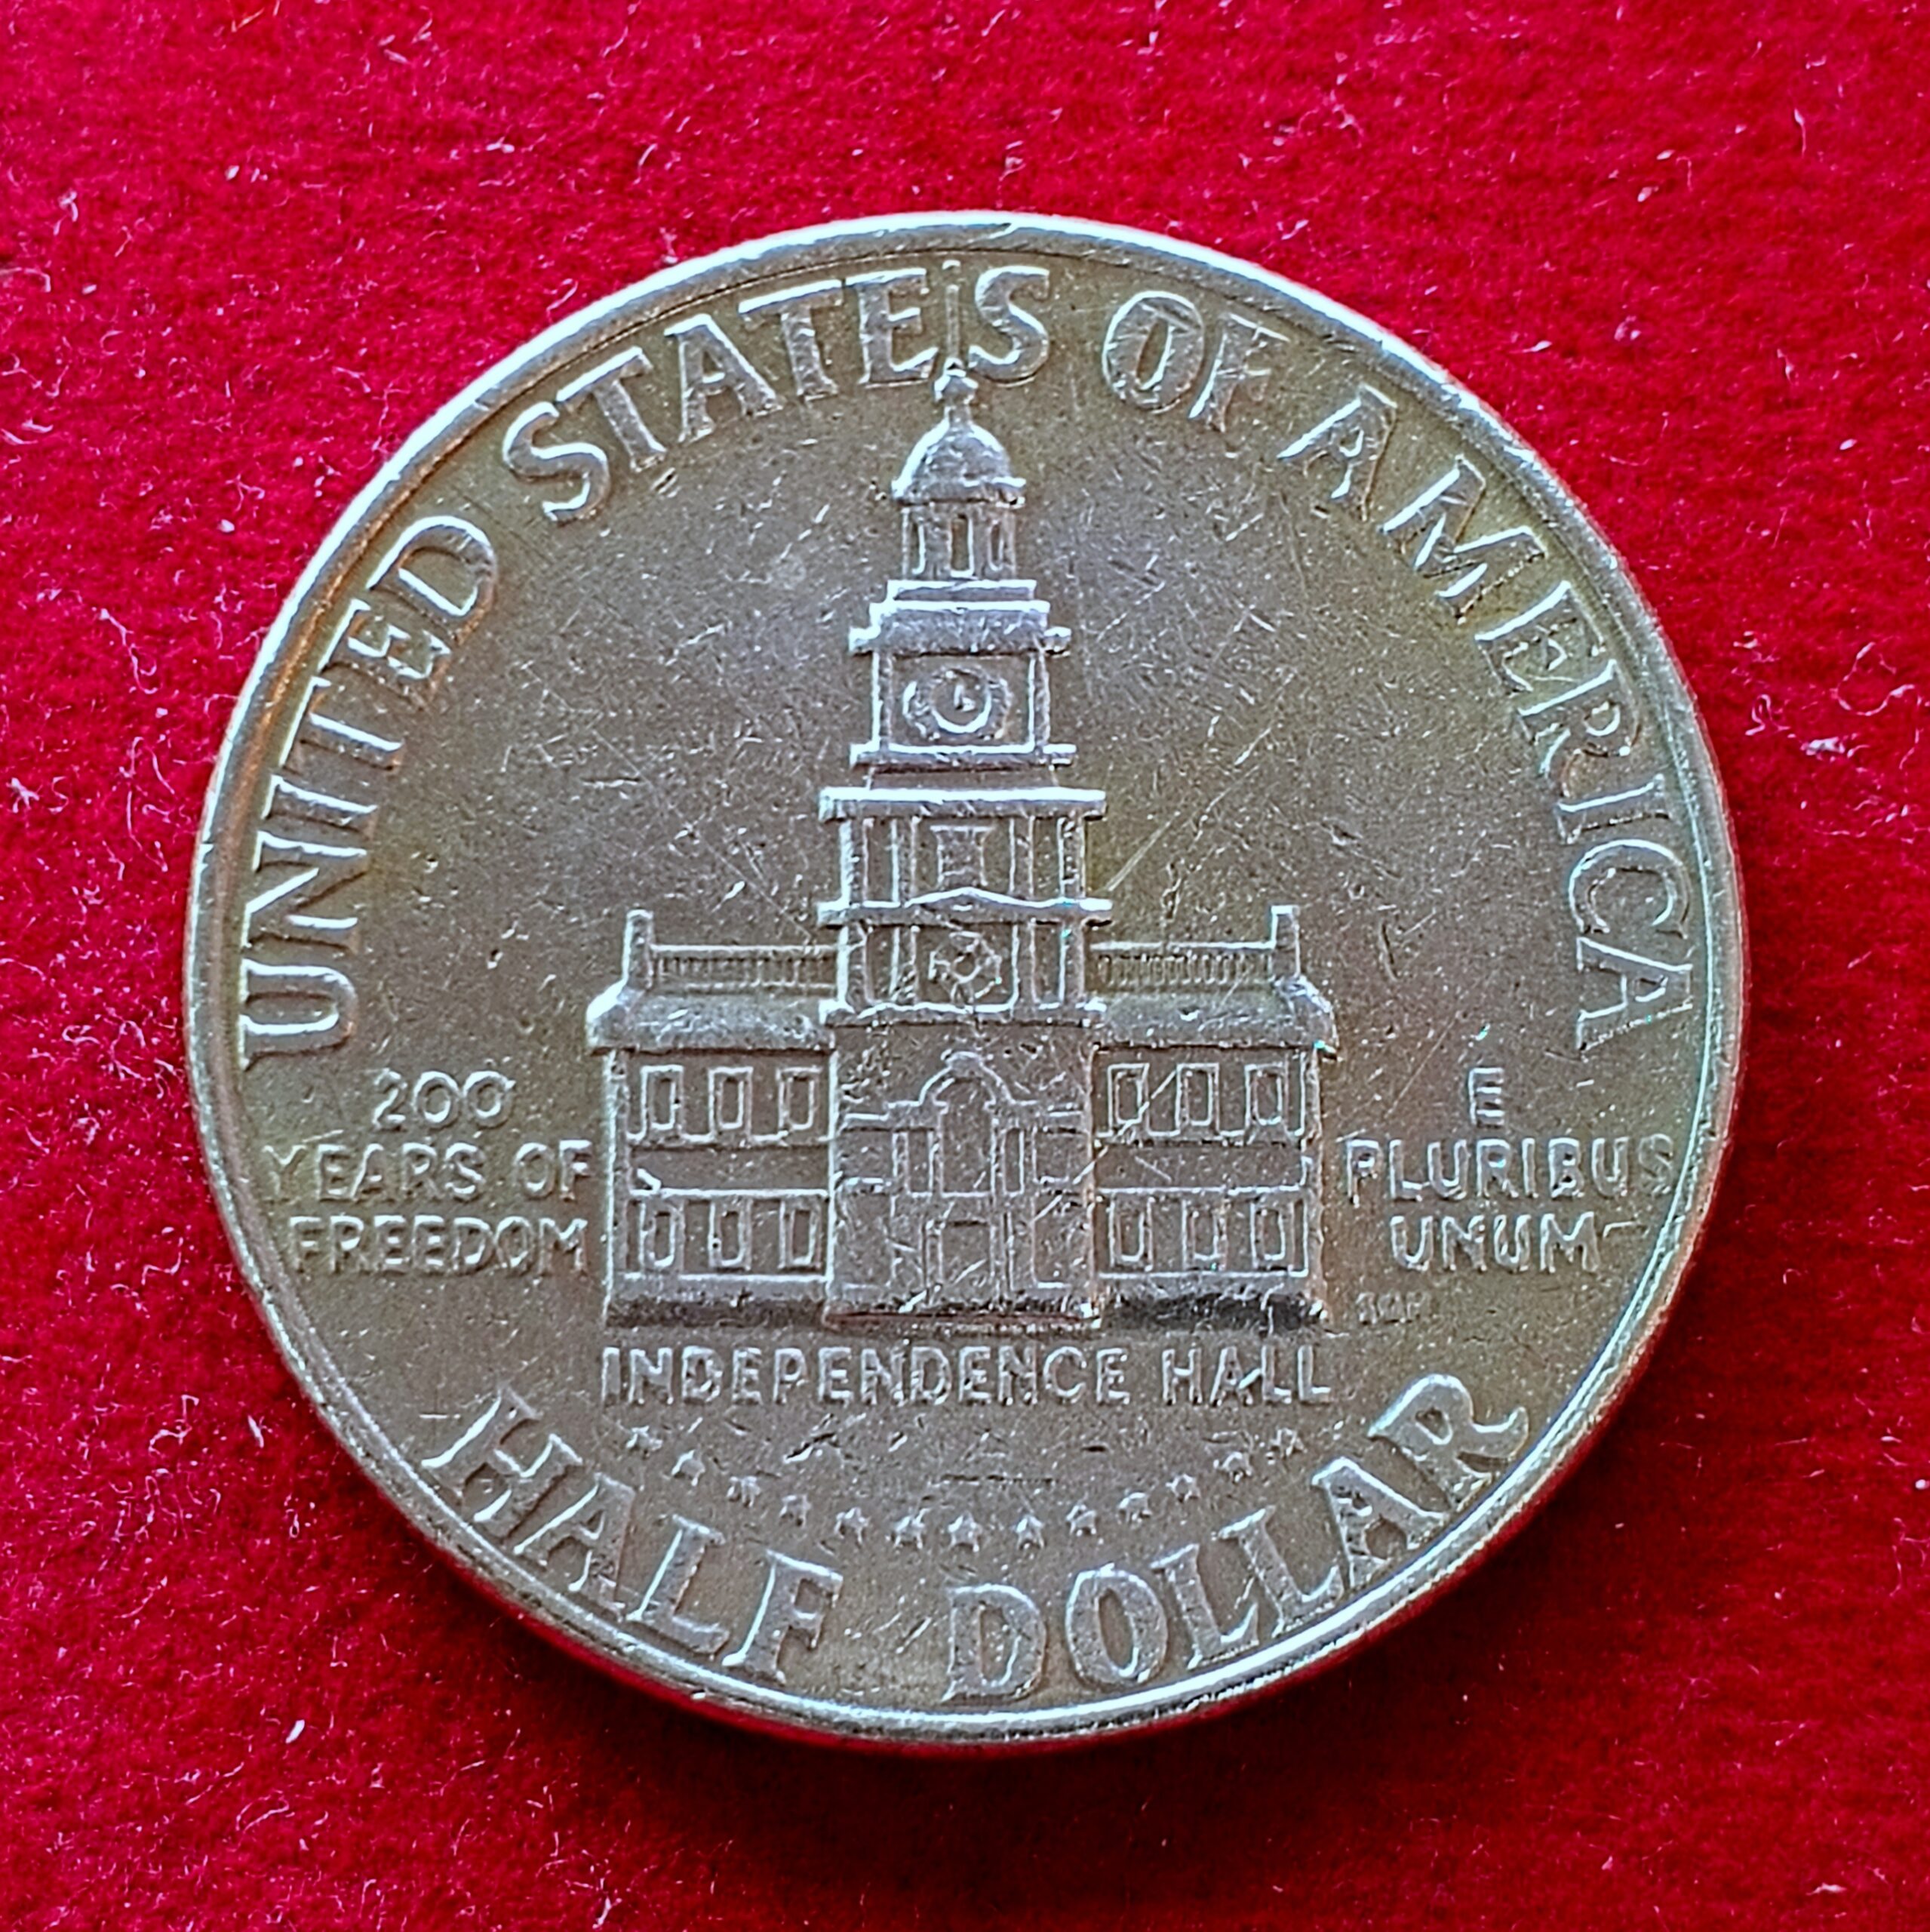 UNITED STATES OF AMERICA
200
YEARS OF
FREEDOM
E
PLURIBUS
UNUM
INDEPENDENCE HALL
HALF DOLLAR